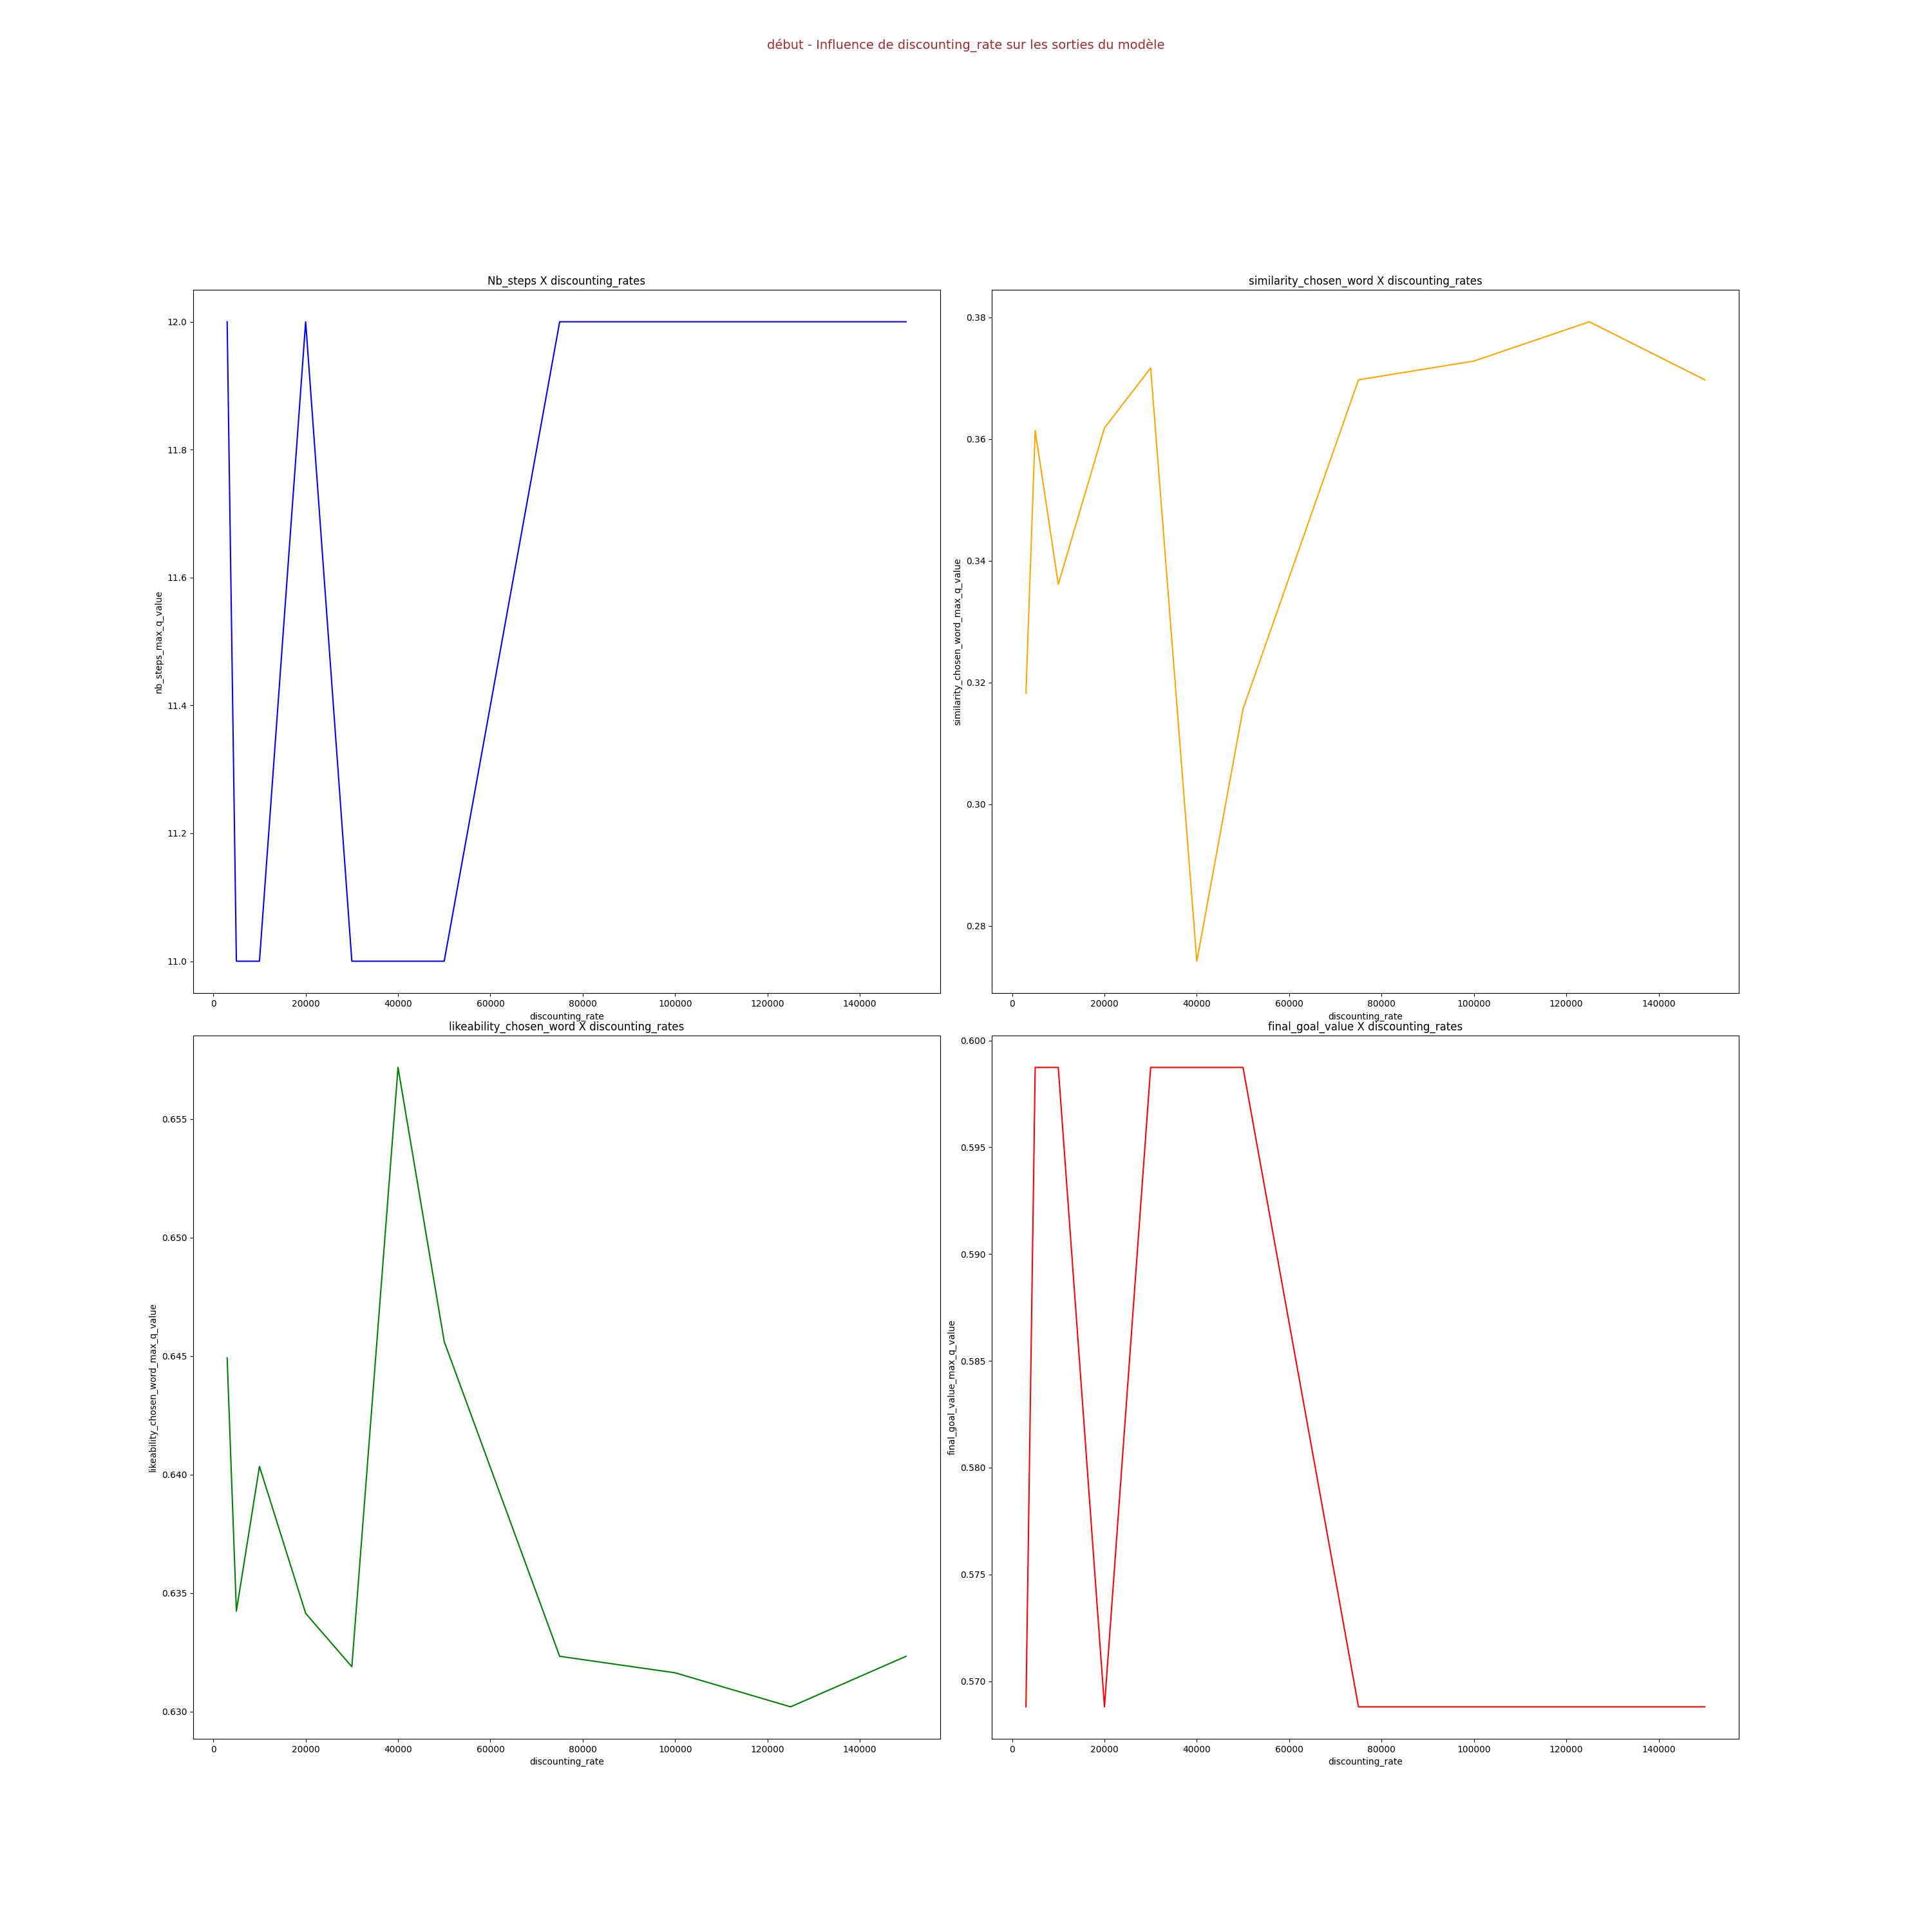 début - Influence de discounting_rate sur les sorties du modèle
Nb_steps X discounting_rates
12.0
11.8
11.6
11.4
11.2
11.0
nb_steps_max_q_value
0 20000 40000 60000 80000 100000 120000 140000
discounting_rate
similarity_chosen_word X discounting_rates
0.38
0.36
0.34
0.32
0.30
0.28
similarity_chosen_word_max_q_value
0 20000 40000 60000 80000 100000 120000 140000
discounting_rate
likeability_chosen_word X discounting_rates
0.655
0.650
0.645
0.640
0.635
0.630
likeability_chosen_word_max_q_value
0 20000 40000 60000 80000 100000 120000 140000
discounting_rate
final_goal_value X discounting_rates
0.600
0.595
0.590
0.585
0.580
0.575
0.570
final_goal_value_max_q_value
0 20000 40000 60000 80000 100000 120000 140000
discounting_rate